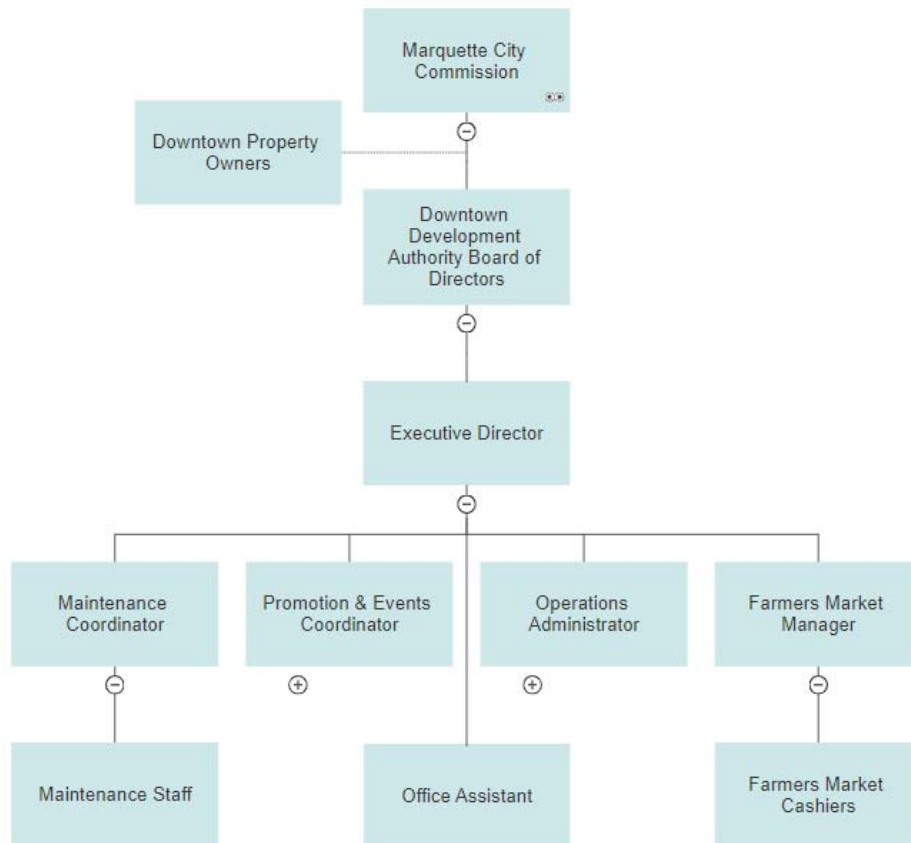 Marquette City
Commission
Downtown Property
Owners
Downtown
Development
Authority Board of
Directors
Executive Director
Maintenance
Coordinator
Promotion & Events
Coordinator
Operations
Administrator
Farmers Market
Manager
Maintenance Staff
Office Assistant
Farmers Market
Cashiers